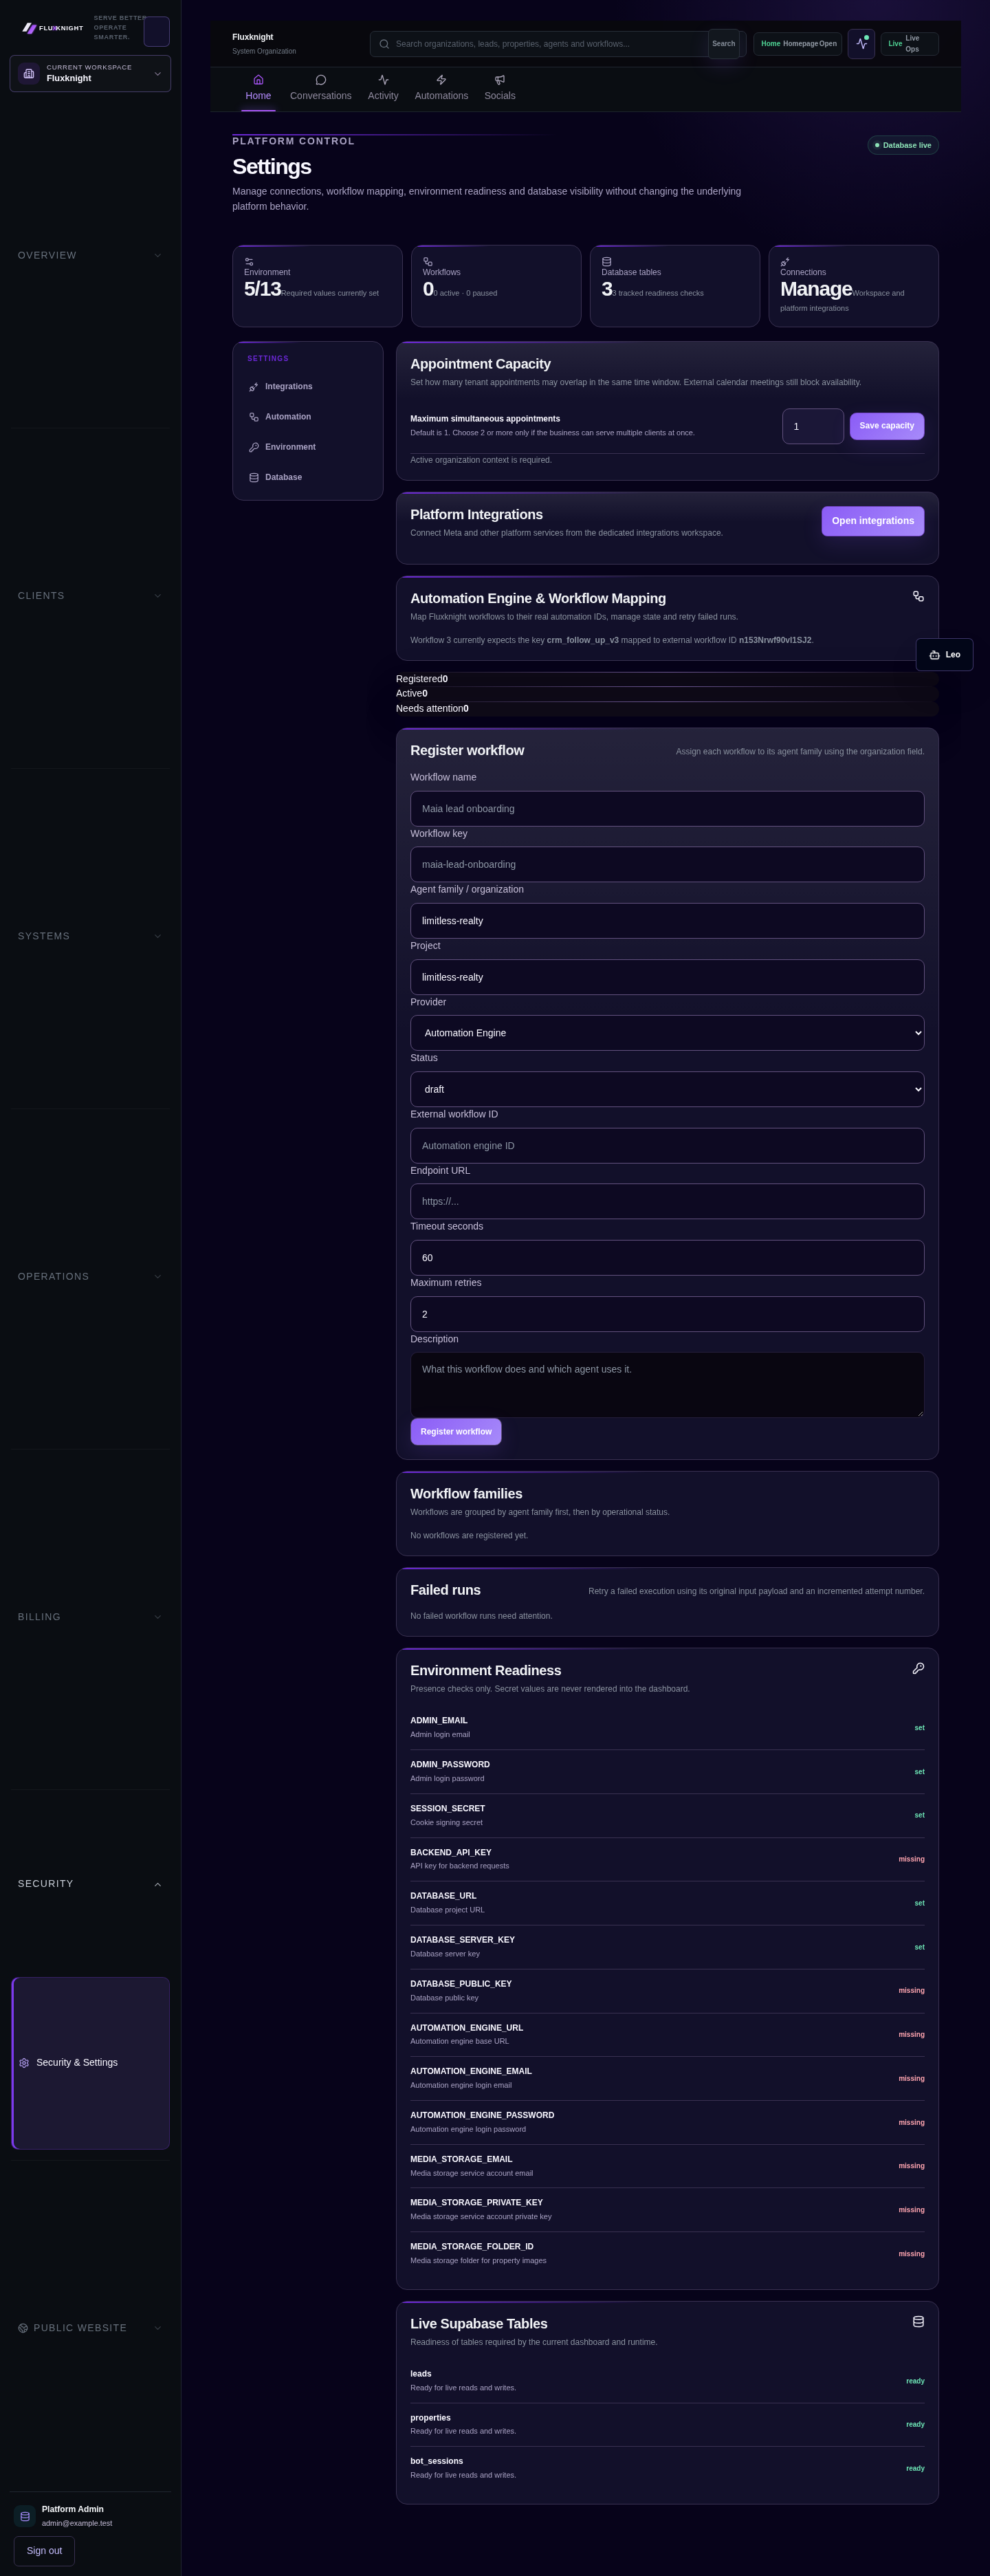 FLUXKNIGHT
SERVE BETTER.
OPERATE
SMARTER.
CURRENT WORKSPACE
Fluxknight
OVERVIEW
CLIENTS
SYSTEMS
OPERATIONS
BILLING
SECURITY
Security & Settings
PUBLIC WEBSITE
Platform Admin
admin@example.test
Sign out
Fluxknight
System Organization
Search organizations, leads, properties, agents and workflows...
Search
Home Homepage Open
Live Live Ops
Home
Conversations
Activity
Automations
Socials
PLATFORM CONTROL
Database live
Settings
Manage connections, workflow mapping, environment readiness and database visibility without changing the underlying
platform behavior.
Environment
5/13 Required values currently set
Workflows
0 0 active · 0 paused
Database tables
3 3 tracked readiness checks
Connections
Manage Workspace and
platform integrations
SETTINGS
Integrations
Automation
Environment
Database
Appointment Capacity
Set how many tenant appointments may overlap in the same time window. External calendar meetings still block availability.
Maximum simultaneous appointments
Default is 1. Choose 2 or more only if the business can serve multiple clients at once.
1
Save capacity
Active organization context is required.
Platform Integrations
Connect Meta and other platform services from the dedicated integrations workspace.
Open integrations
Automation Engine & Workflow Mapping
Map Fluxknight workflows to their real automation IDs, manage state and retry failed runs.
Workflow 3 currently expects the key crm_follow_up_v3 mapped to external workflow ID n153Nrwf90vl1SJ2.
Leo
Registered0
Active0
Needs attention0
Register workflow
Assign each workflow to its agent family using the organization field.
Workflow name
Maia lead onboarding
Workflow key
maia-lead-onboarding
Agent family / organization
limitless-realty
Project
limitless-realty
Provider
Automation Engine
Status
draft
External workflow ID
Automation engine ID
Endpoint URL
https://...
Timeout seconds
60
Maximum retries
2
Description
What this workflow does and which agent uses it.
Register workflow
Workflow families
Workflows are grouped by agent family first, then by operational status.
No workflows are registered yet.
Failed runs
Retry a failed execution using its original input payload and an incremented attempt number.
No failed workflow runs need attention.
Environment Readiness
Presence checks only. Secret values are never rendered into the dashboard.
ADMIN_EMAIL
Admin login email
set
ADMIN_PASSWORD
Admin login password
set
SESSION_SECRET
Cookie signing secret
set
BACKEND_API_KEY
API key for backend requests
missing
DATABASE_URL
Database project URL
set
DATABASE_SERVER_KEY
Database server key
set
DATABASE_PUBLIC_KEY
Database public key
missing
AUTOMATION_ENGINE_URL
Automation engine base URL
missing
AUTOMATION_ENGINE_EMAIL
Automation engine login email
missing
AUTOMATION_ENGINE_PASSWORD
Automation engine login password
missing
MEDIA_STORAGE_EMAIL
Media storage service account email
missing
MEDIA_STORAGE_PRIVATE_KEY
Media storage service account private key
missing
MEDIA_STORAGE_FOLDER_ID
Media storage folder for property images
missing
Live Supabase Tables
Readiness of tables required by the current dashboard and runtime.
leads
Ready for live reads and writes.
ready
properties
Ready for live reads and writes.
ready
bot_sessions
Ready for live reads and writes.
ready